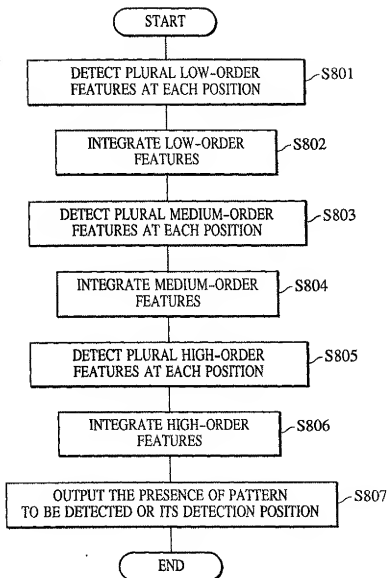 START
DETECT PLURAL LOW-ORDER
FEATURES AT EACH POSITION
S801
INTEGRATE LOW-ORDER
FEATURES
S802
DETECT PLURAL MEDIUM-ORDER
FEATURES AT EACH POSITION
S803
INTEGRATE MEDIUM-ORDER
FEATURES
S804
DETECT PLURAL HIGH-ORDER
FEATURES AT EACH POSITION
S805
INTEGRATE HIGH-ORDER
FEATURES
S806
OUTPUT THE PRESENCE OF PATTERN
TO BE DETECTED OR ITS DETECTION POSITION
S807
END